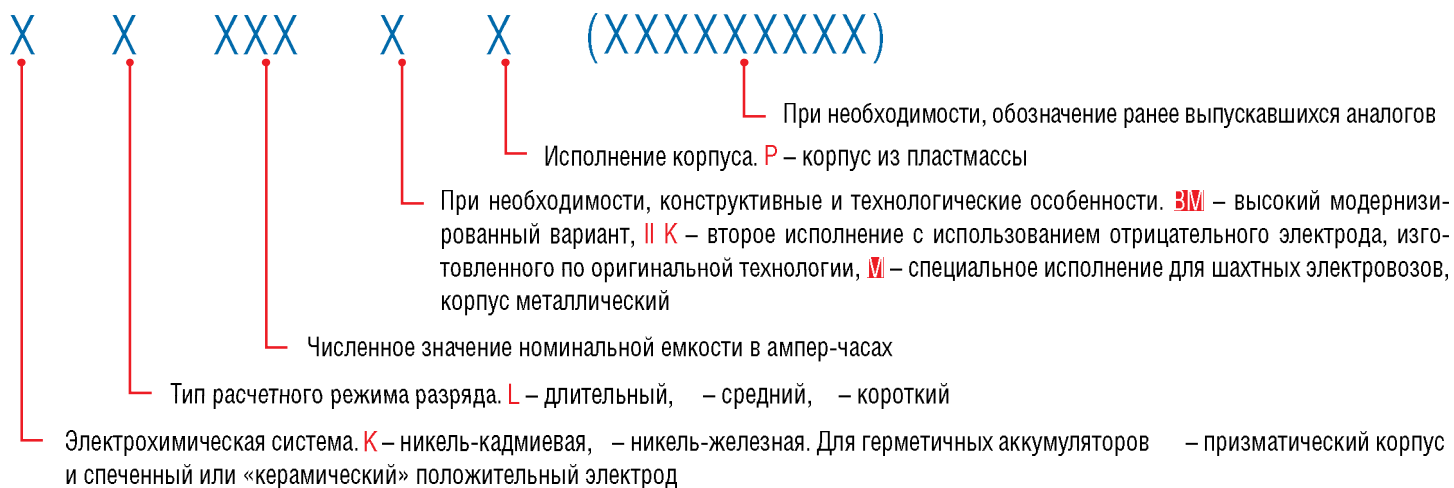 X X XXX X X (XXXXXXXXX)
При необходимости, обозначение ранее выпускавшихся аналогов
Исполнение корпуса. P – корпус из пластмассы
При необходимости, конструктивные и технологические особенности. ВМ – высокий модернизи-
рованный вариант, II K – второе исполнение с использованием отрицательного электрода, изго-
товленного по оригинальной технологии, М – специальное исполнение для шахтных электровозов,
корпус металлический
Численное значение номинальной емкости в ампер-часах
Тип расчетного режима разряда. L – длительный, – средний, – короткий
Электрохимическая система. K – никель-кадмиевая, – никель-железная. Для герметичных аккумуляторов – призматический корпус
и спеченный или «керамический» положительный электрод